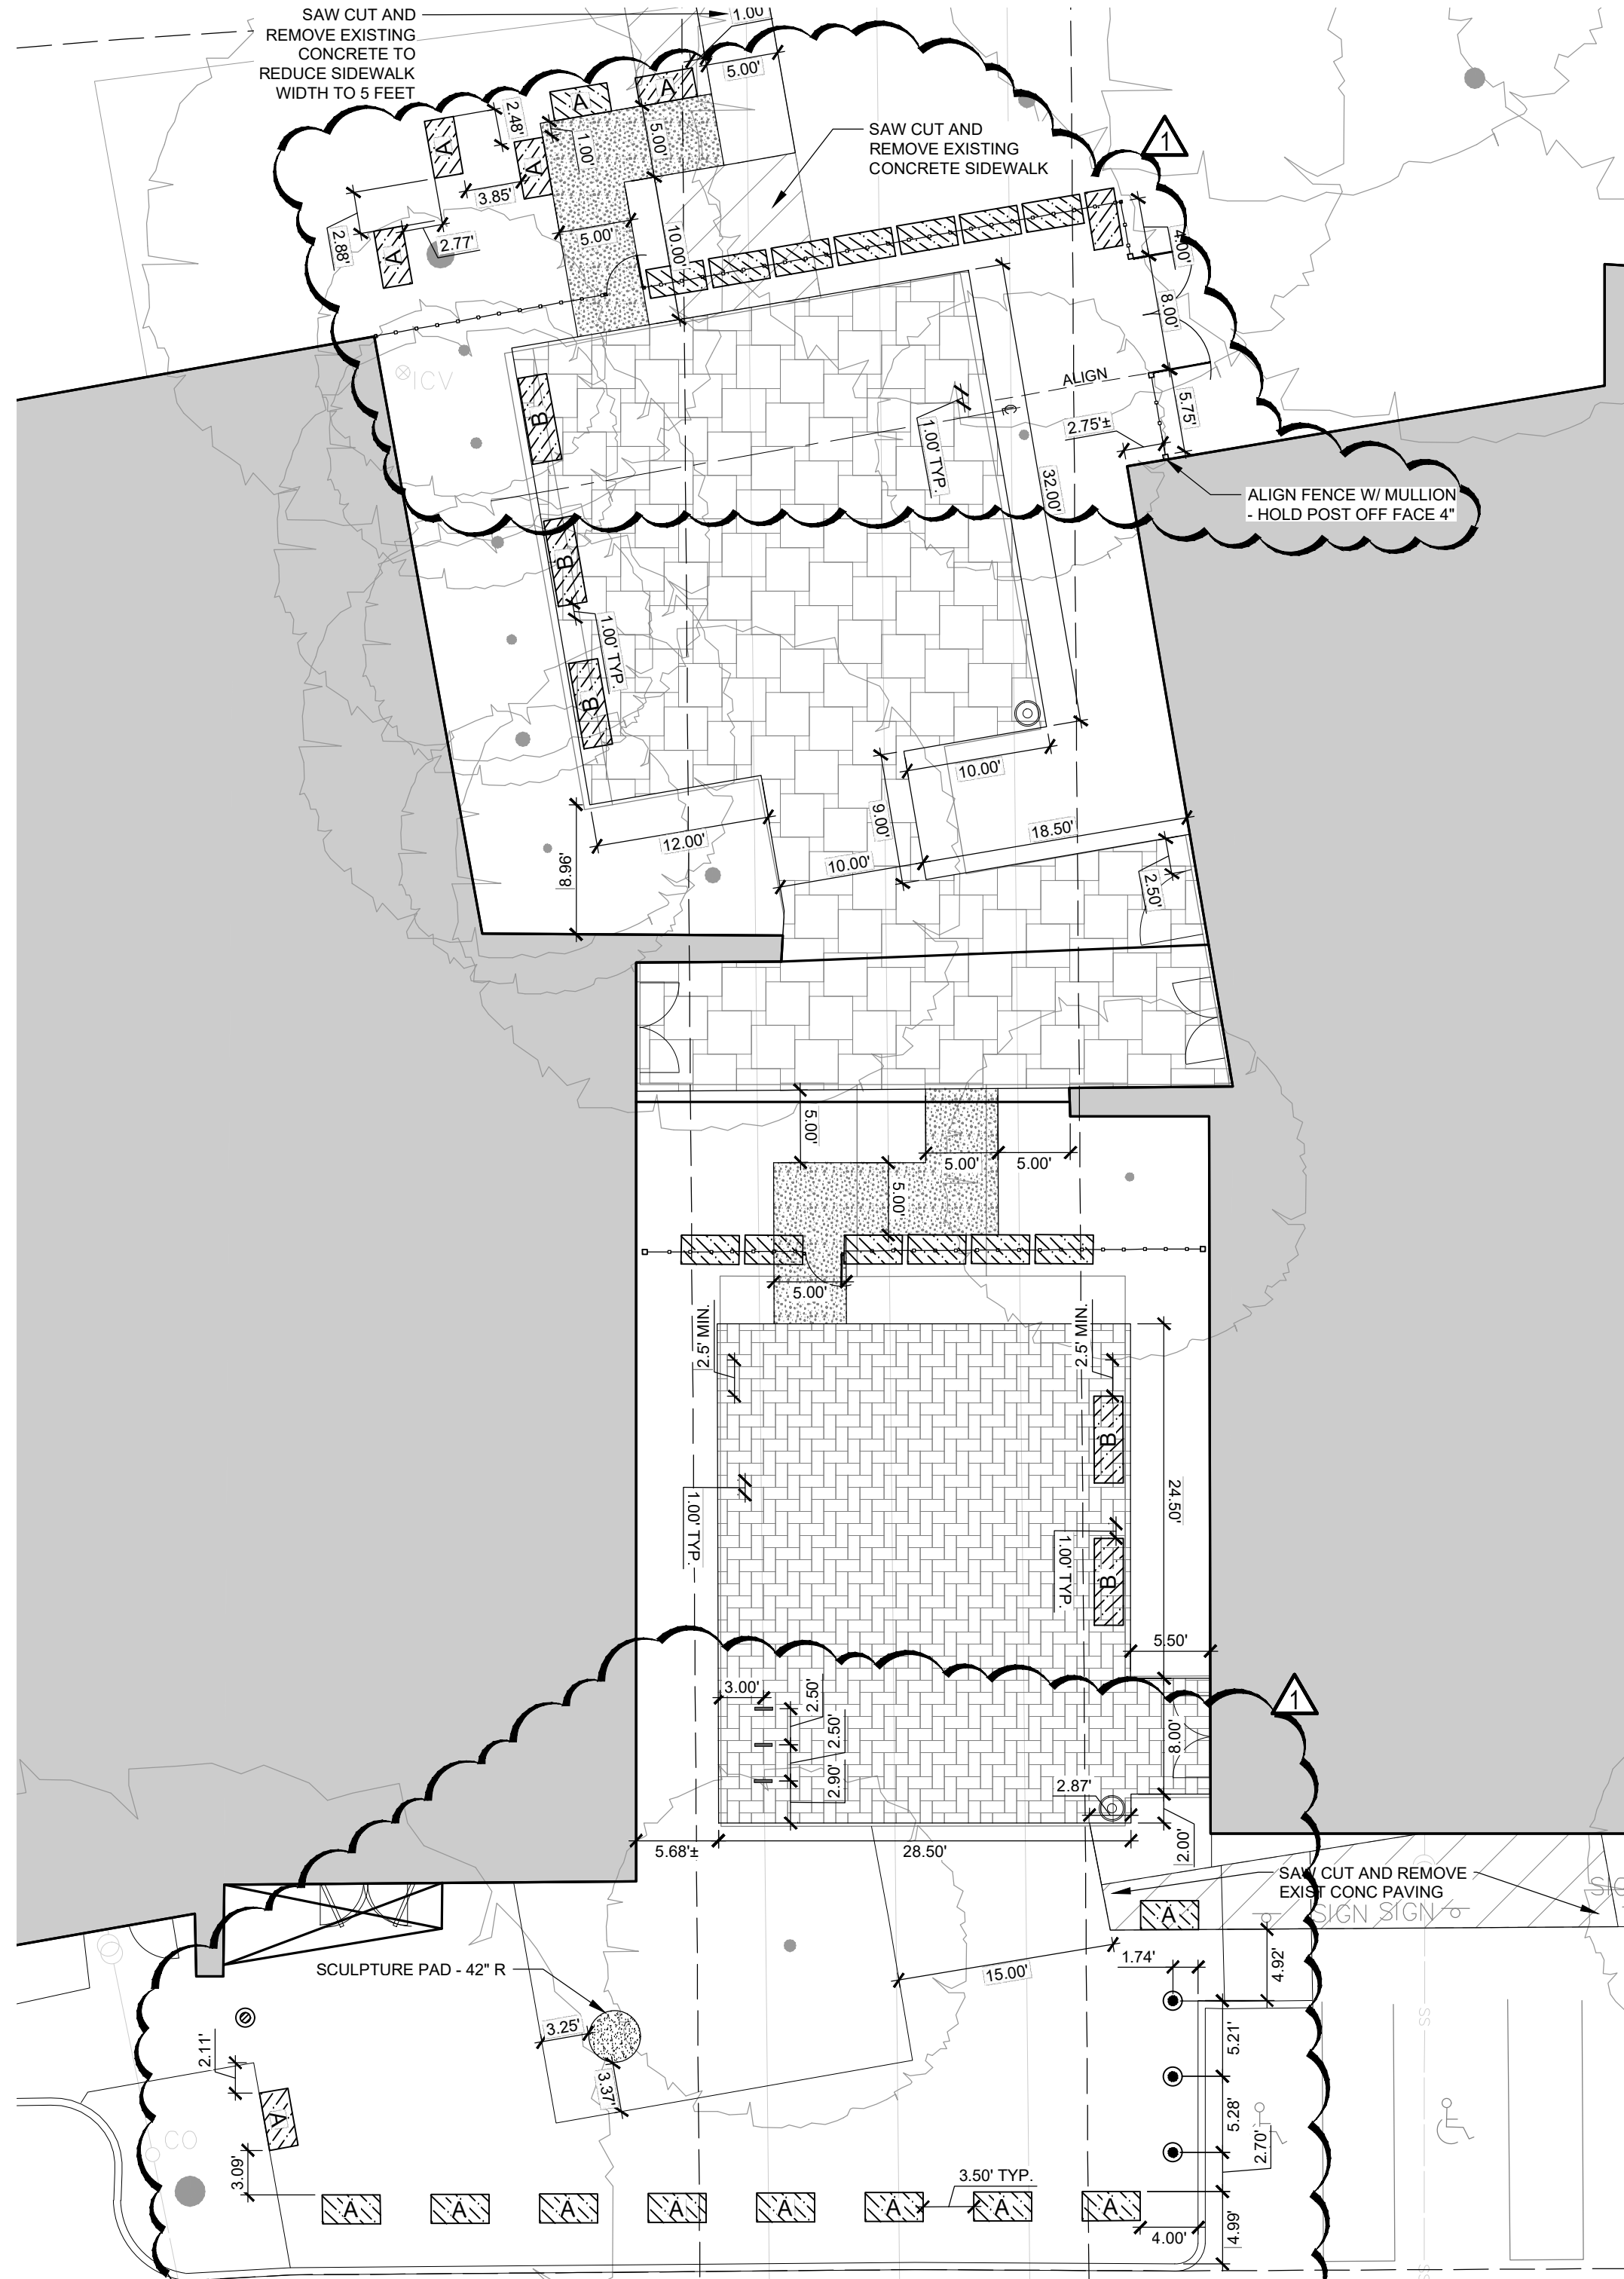 SAW CUT AND
REMOVE EXISTING
CONCRETE TO
REDUCE SIDEWALK
WIDTH TO 5 FEET
1.00'
5.00'
A
A
2.48'
A
A
1.00'
5.00'
3.85'
SAW CUT AND
REMOVE EXISTING
CONCRETE SIDEWALK
1
2.88'
A
2.77'
5.00'
10.00'
4.00'
8.00'
ICV
B
ALIGN
5.75'
2.75'±
1.00' TYP.
32.00'
ALIGN FENCE W/ MULLION
- HOLD POST OFF FACE 4"
B
1.00' TYP.
B
10.00'
9.00'
12.00'
18.50'
10.00'
8.96'
2.50'
5.00'
5.00'
5.00'
5.00'
5.00'
2.5' MIN.
2.5' MIN.
B
24.50'
1.00' TYP.
1.00' TYP.
B
5.50'
3.00'
2.50'
2.50'
2.90'
8.00'
1
2.87'
2.00'
5.68'±
28.50'
SAW CUT AND REMOVE
EXIST CONC PAVING
SIGN SIGN
A
SCULPTURE PAD - 42" R
15.00'
1.74'
4.92'
3.25'
3.37'
2.11'
5.21'
SS
A
5.28'
2.70'
CO
3.09'
3.50' TYP.
A A A A A A A A
4.00'
4.99'